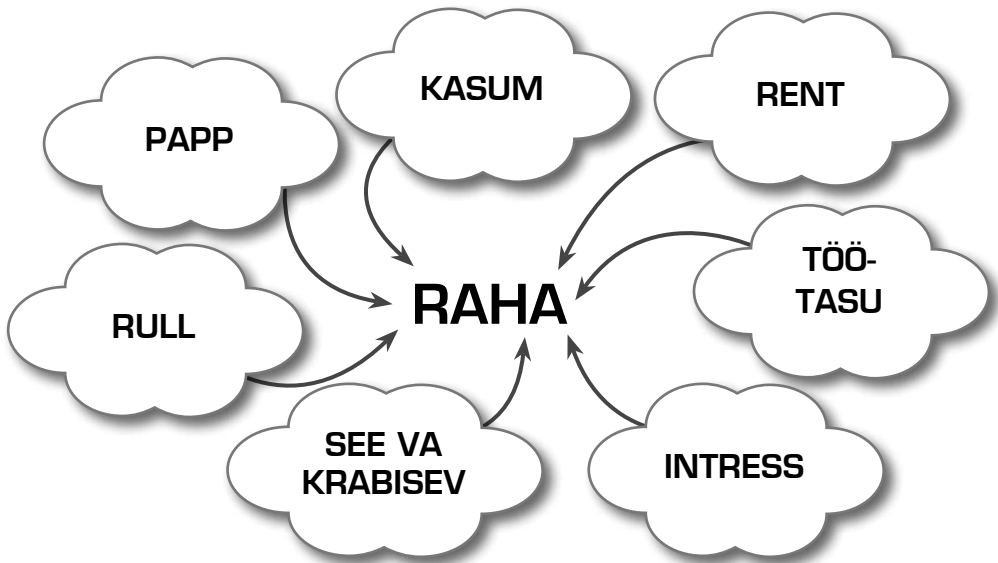 KASUM
RENT
PAPP
TÖÖ-
TASU
RAHA
RULL
SEE VA
KRABISEV
INTRESS